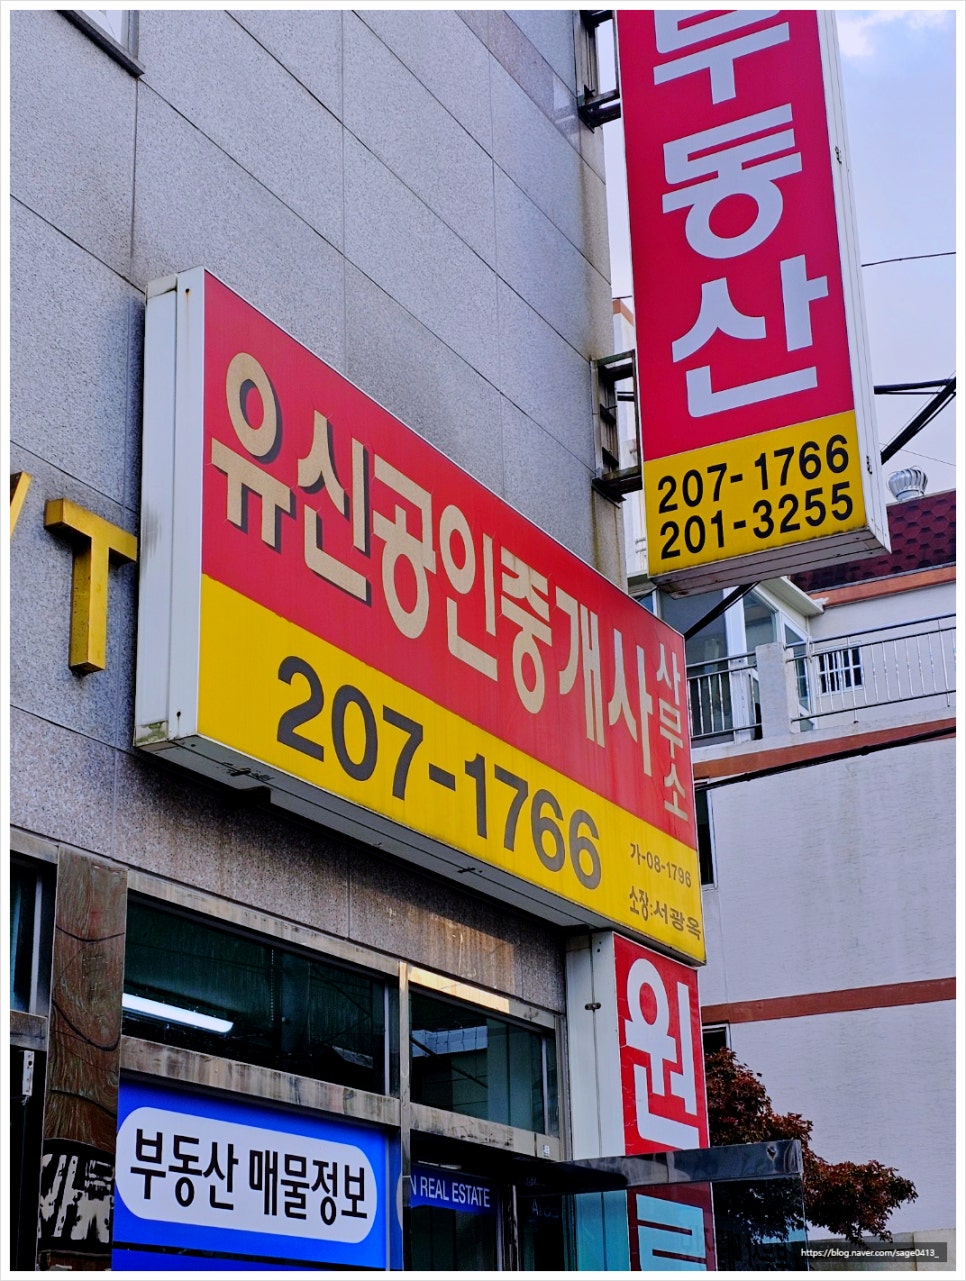 부동산
207-1766
201-3255
유신공인중개사
사무소
207-1766
가-08-1796
소장:서광옥
T
원
부동산 매물정보
N REAL ESTATE
https://blog.naver.com/sage0413_